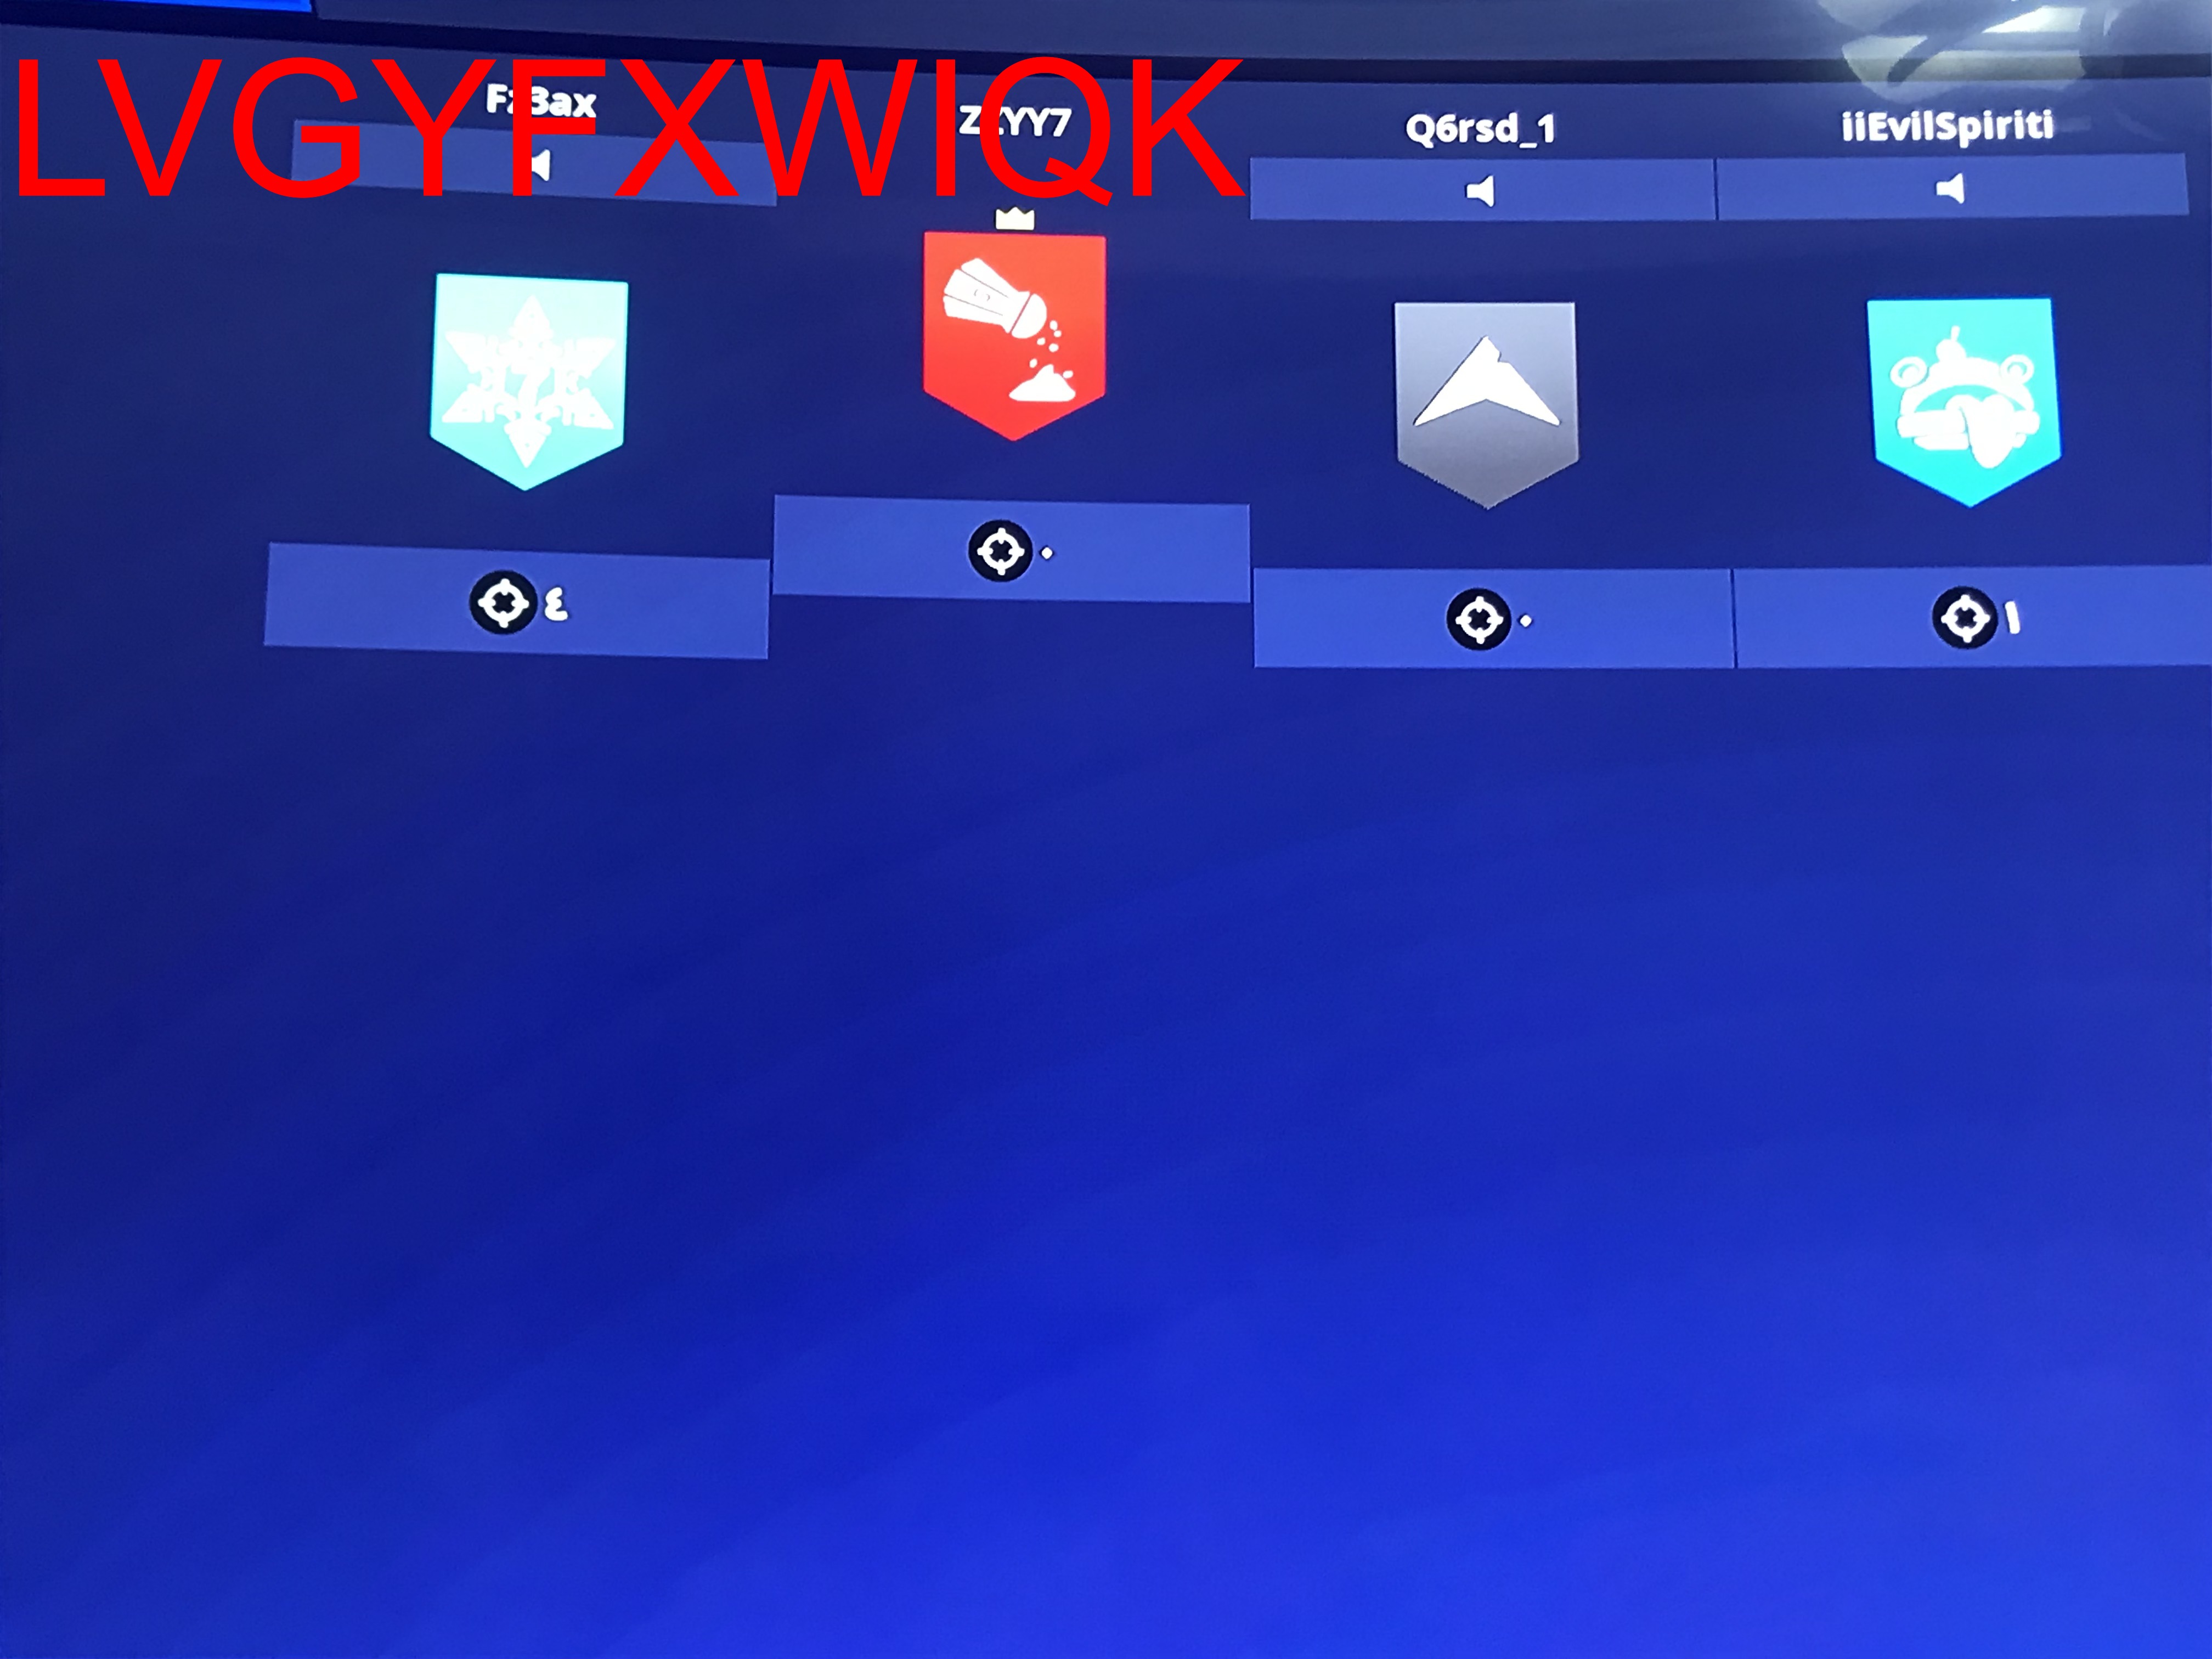 LVGYFXWIQK
Q6rsd_1
iiEvilSpiriti
٤
٠
٠
١